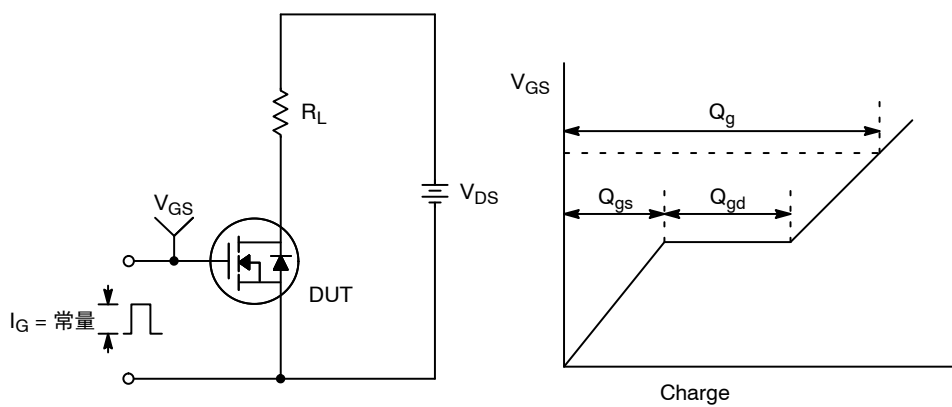 R_L
V_GS
V_DS
DUT
I_G = 常量
V_GS
Q_g
Q_gs
Q_gd
Charge